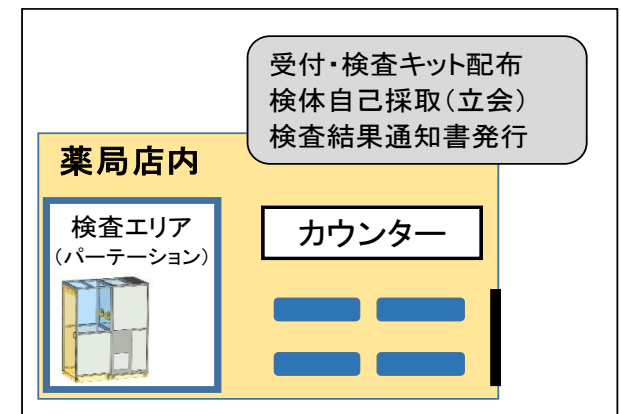 受付・検査キット配布
検体自己採取（立会）
検査結果通知書発行
薬局店内
検査エリア
（パーテーション）
カウンター